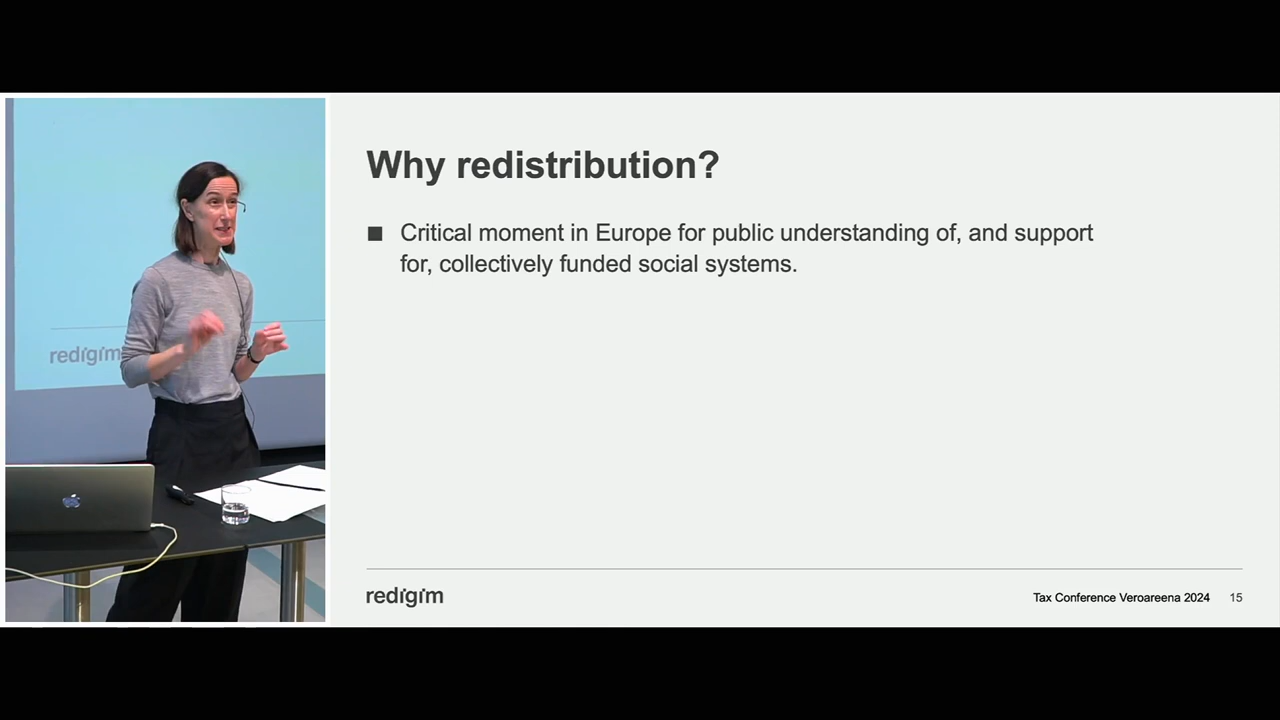 Why redistribution?
■ Critical moment in Europe for public understanding of, and support
for, collectively funded social systems.
redigim
redigim
Tax Conference Veroareena 2024 15